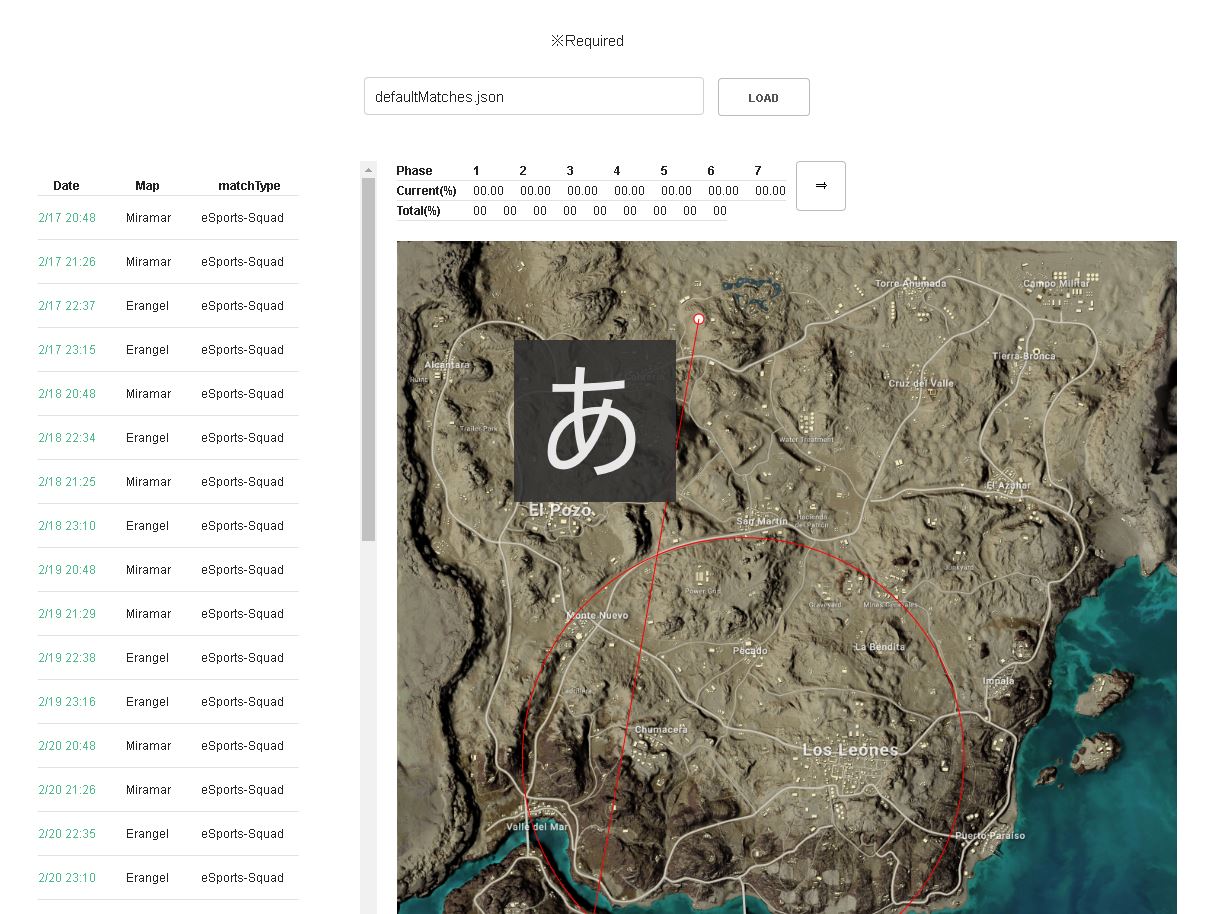 ※Required
defaultMatches.json
LOAD
Date Map matchType
2/17 20:48 Miramar eSports-Squad
2/17 21:26 Miramar eSports-Squad
2/17 22:37 Erangel eSports-Squad
2/17 23:15 Erangel eSports-Squad
2/18 20:48 Miramar eSports-Squad
2/18 22:34 Erangel eSports-Squad
2/18 21:25 Miramar eSports-Squad
2/18 23:10 Erangel eSports-Squad
2/19 20:48 Miramar eSports-Squad
2/19 21:29 Miramar eSports-Squad
2/19 22:38 Erangel eSports-Squad
2/19 23:16 Erangel eSports-Squad
2/20 20:48 Miramar eSports-Squad
2/20 21:26 Miramar eSports-Squad
2/20 22:35 Erangel eSports-Squad
2/20 23:10 Erangel eSports-Squad
Phase 1 2 3 4 5 6 7
Current(%) 00.00 00.00 00.00 00.00 00.00 00.00 00.00
Total(%) 00 00 00 00 00 00 00 00 00
⇒
Torre Ahumada
Campo Militar
Tierra Bronca
Alcantara
Ruins
Cruz del Valle
あ
Trailer Park
Water Treatment
El Azahar
El Pozo
San Martin
Hacienda
del Patrón
Junkyard
Power Grid
Graveyard
Minas Generales
Monte Nuevo
Pecado
La Bendita
Impala
Ladrillera
Chumacera
Los Leones
Valle del Mar
Puerto Paraiso